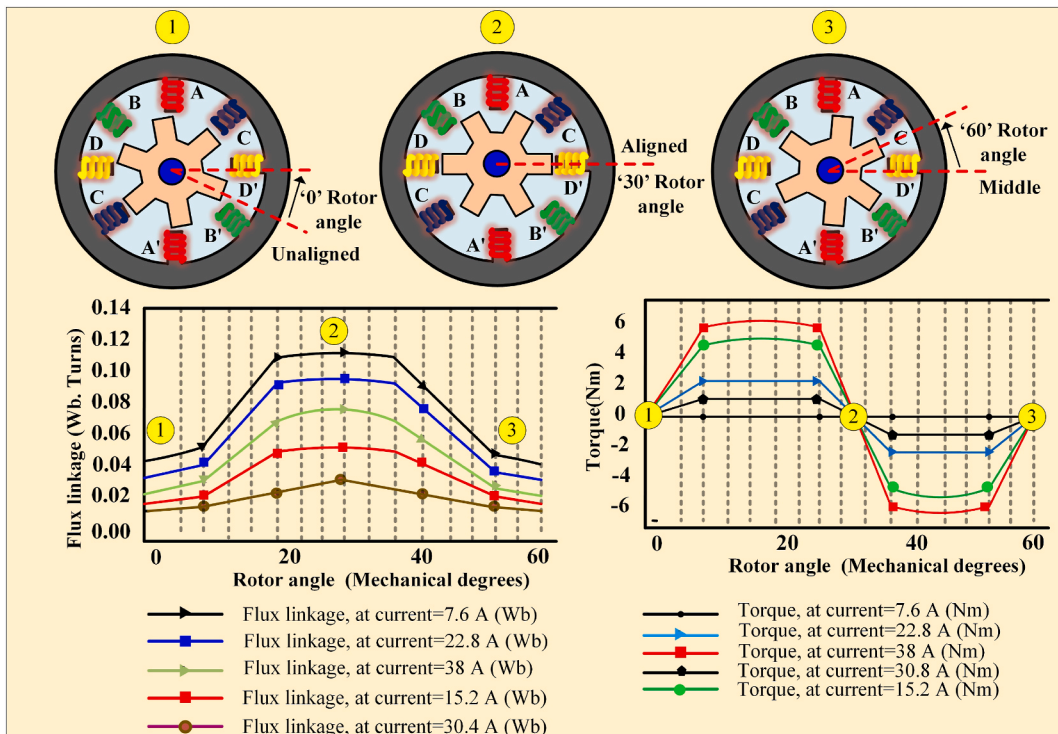 1
2
3
A
B
C
D
D'
C
B'
A'
'0' Rotor
angle
Unaligned
A
B
C
D
D'
C
B'
A'
Aligned
'30' Rotor
angle
A
B
C
D
D'
C
B'
A'
'60' Rotor
angle
Middle
Flux linkage (Wb. Turns)
0.14
0.12
0.10
0.08
0.06
0.04
0.02
0.00
1
2
3
0
20
40
60
Rotor angle (Mechanical degrees)
Flux linkage, at current=7.6 A (Wb)
Flux linkage, at current=22.8 A (Wb)
Flux linkage, at current=38 A (Wb)
Flux linkage, at current=15.2 A (Wb)
Flux linkage, at current=30.4 A (Wb)
Torque(Nm)
6
4
2
0
-2
-4
-6
-
1
2
3
0
20
40
60
Rotor angle (Mechanical degrees)
Torque, at current=7.6 A (Nm)
Torque, at current=22.8 A (Nm)
Torque, at current=38 A (Nm)
Torque, at current=30.8 A (Nm)
Torque, at current=15.2 A (Nm)